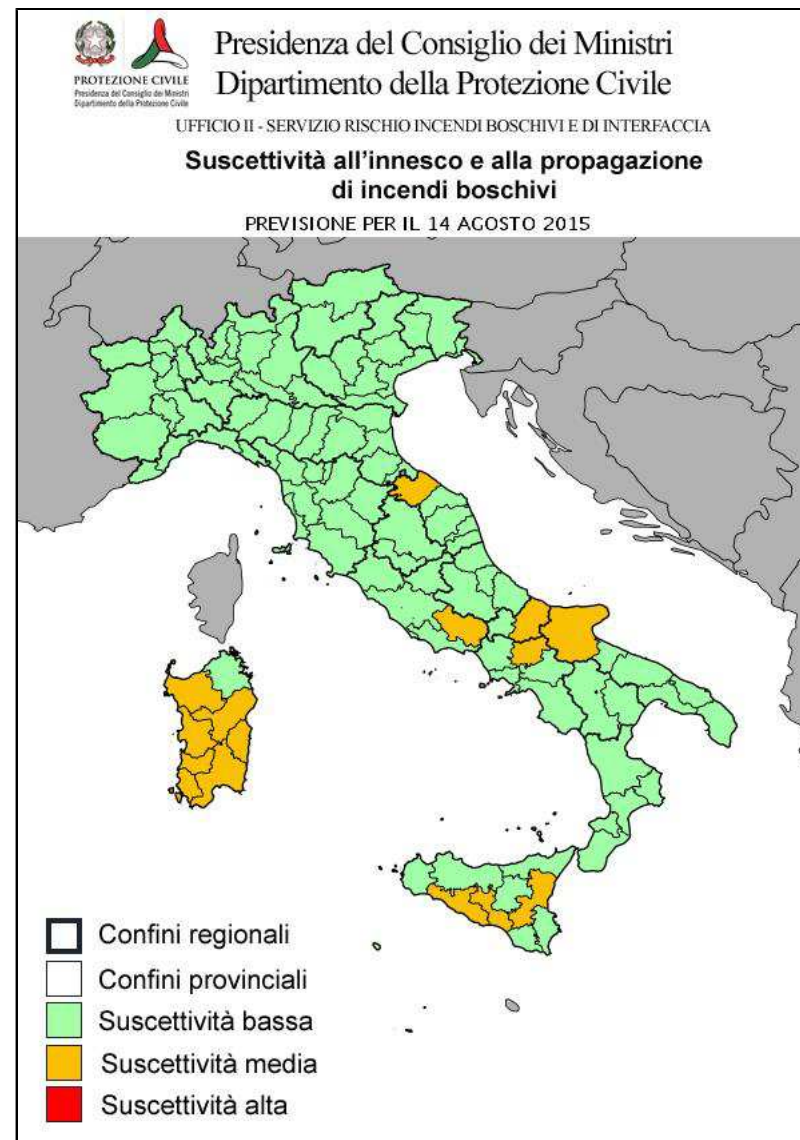 Presidenza del Consiglio dei Ministri
Dipartimento della Protezione Civile
PROTEZIONE CIVILE
Presidenza del Consiglio dei Ministri
Dipartimento della Protezione Civile
UFFICIO II - SERVIZIO RISCHIO INCENDI BOSCHIVI E DI INTERFACCIA
Suscettività all'innesco e alla propagazione
di incendi boschivi
PREVISIONE PER IL 14 AGOSTO 2015
Confini regionali
Confini provinciali
Suscettività bassa
Suscettività media
Suscettività alta